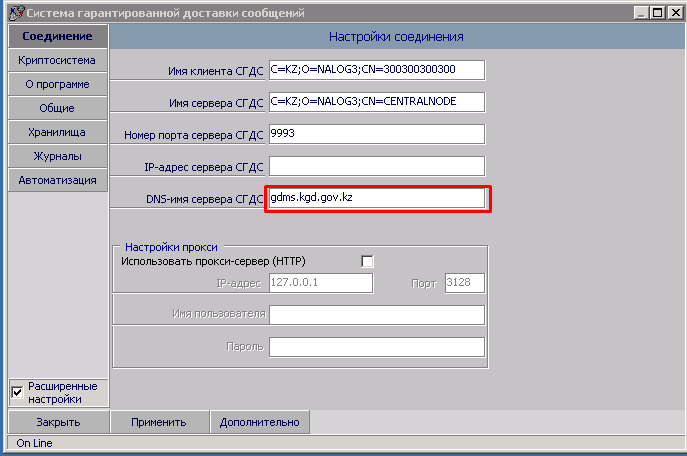 Система гарантированной доставки сообщений
Соединение
Криптосистема
О программе
Общие
Хранилища
Журналы
Автоматизация
Настройки соединения
Имя клиента СГДС C=KZ;O=NALOG3;CN=300300300300
Имя сервера СГДС C=KZ;O=NALOG3;CN=CENTRALNODE
Номер порта сервера СГДС 9993
IP-адрес сервера СГДС
DNS-имя сервера СГДС gdms.kgd.gov.kz
Настройки прокси
Использовать прокси-сервер (HTTP)
IP-адрес 127.0.0.1 Порт 3128
Имя пользователя
Пароль
Расширенные
настройки
Закрыть Применить Дополнительно
On Line